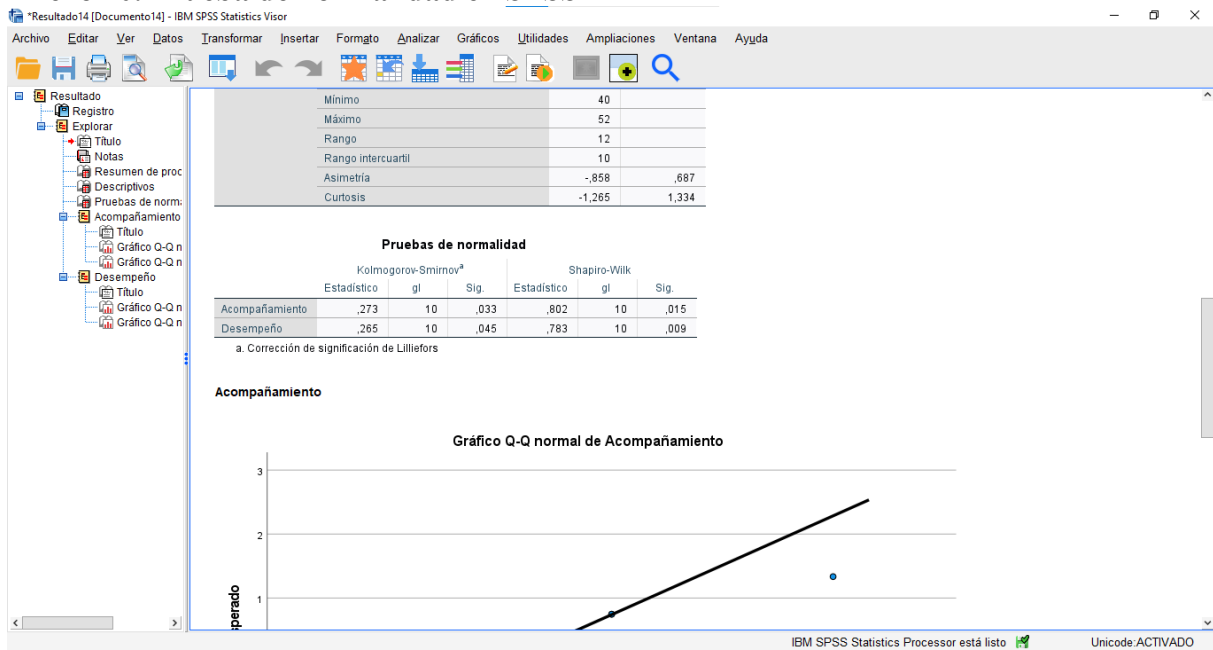 *Resultado14 [Documento14] - IBM SPSS Statistics Visor
Archivo Editar Ver Datos Transformar Insertar Formato Analizar Gráficos Utilidades Ampliaciones Ventana Ayuda
Resultado
Registro
Explorar
Título
Notas
Resumen de proc
Descriptivos
Pruebas de norm
Acompañamiento
Título
Gráfico Q-Q n
Gráfico Q-Q n
Desempeño
Título
Gráfico Q-Q n
Gráfico Q-Q n
Mínimo 40
Máximo 52
Rango 12
Rango intercuartil 10
Asimetría -,858 ,687
Curtosis -1,265 1,334
Pruebas de normalidad
Kolmogorov-Smirnovª Shapiro-Wilk
Estadístico gl Sig. Estadístico gl Sig.
Acompañamiento ,273 10 ,033 ,802 10 ,015
Desempeño ,265 10 ,045 ,783 10 ,009
a. Corrección de significación de Lilliefors
Acompañamiento
Gráfico Q-Q normal de Acompañamiento
3
2
1
sperado
IBM SPSS Statistics Processor está listo Unicode:ACTIVADO